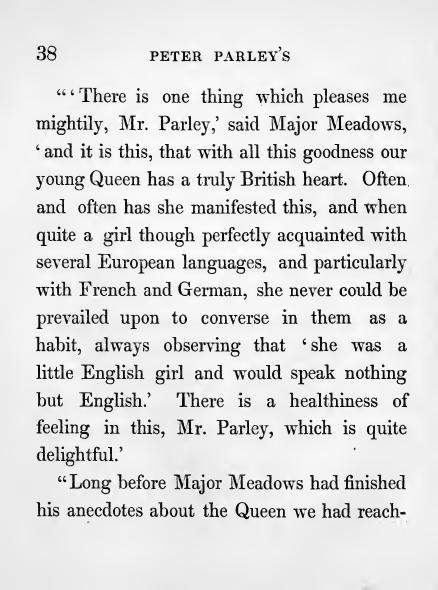 38 PETER PARLEY'S
“‘There is one thing which pleases me
mightily, Mr. Parley,’ said Major Meadows,
‘and it is this, that with all this goodness our
young Queen has a truly British heart. Often
and often has she manifested this, and when
quite a girl though perfectly acquainted with
several European languages, and particularly
with French and German, she never could be
prevailed upon to converse in them as a
habit, always observing that ‘she was a
little English girl and would speak nothing
but English.’ There is a healthiness of
feeling in this, Mr. Parley, which is quite
delightful.’
“Long before Major Meadows had finished
his anecdotes about the Queen we had reach-